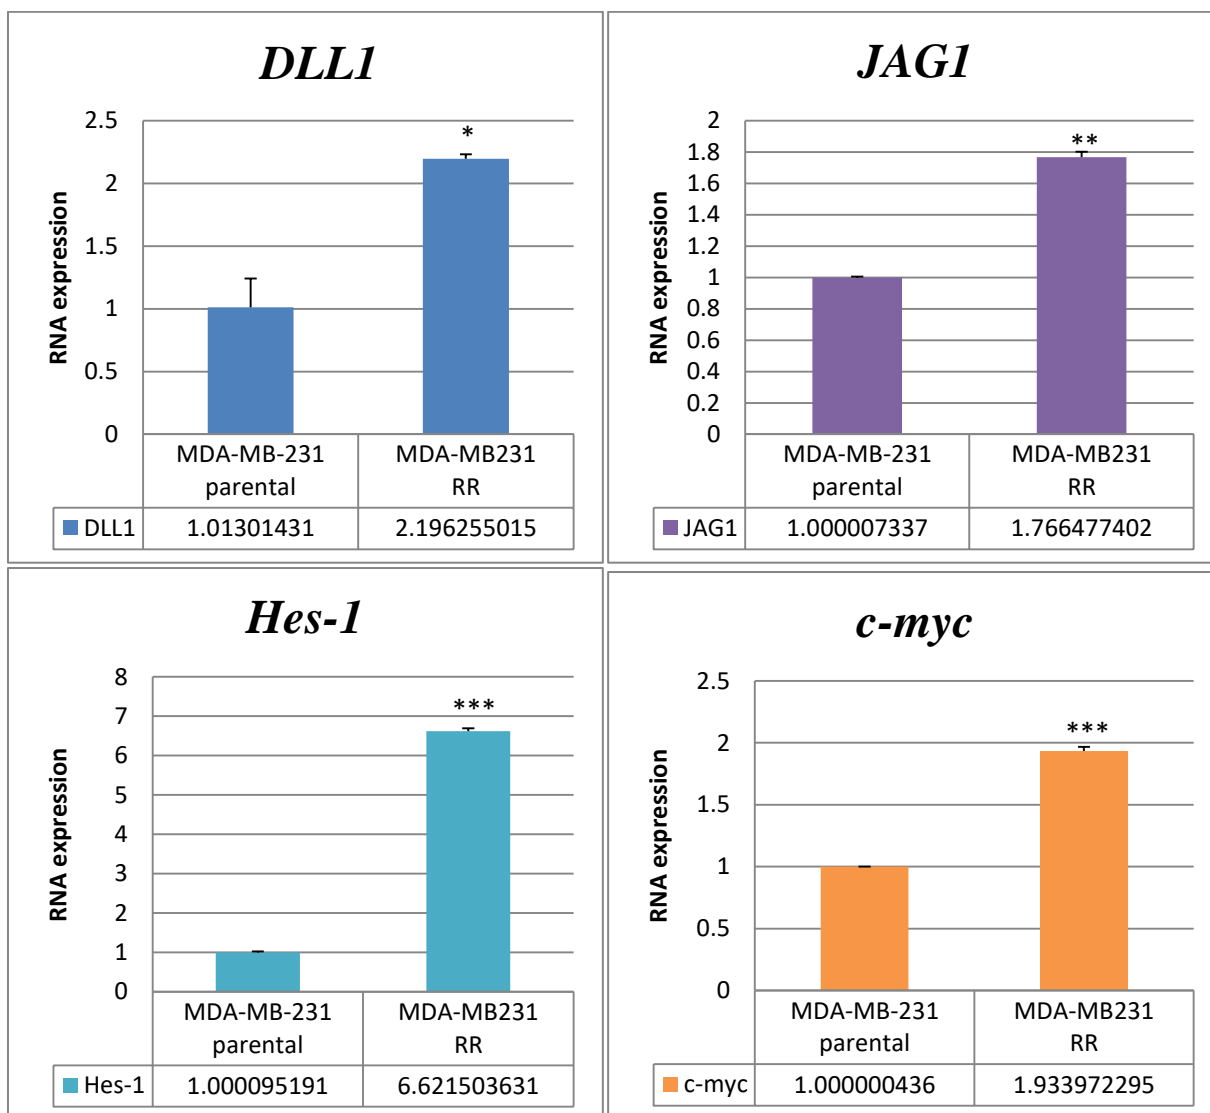 DLL1
RNA expression
2.5
*
2
1.5
1
0.5
0
MDA-MB-231 MDA-MB231
parental RR
DLL1 1.01301431 2.196255015
JAG1
RNA expression
2
**
1.8
1.6
1.4
1.2
1
0.8
0.6
0.4
0.2
0
MDA-MB-231 MDA-MB231
parental RR
JAG1 1.000007337 1.766477402
Hes-1
RNA expression
8
7
***
6
5
4
3
2
1
0
MDA-MB-231 MDA-MB231
parental RR
Hes-1 1.000095191 6.621503631
c-myc
RNA expression
2.5
***
2
1.5
1
0.5
0
MDA-MB-231 MDA-MB231
parental RR
c-myc 1.000000436 1.933972295